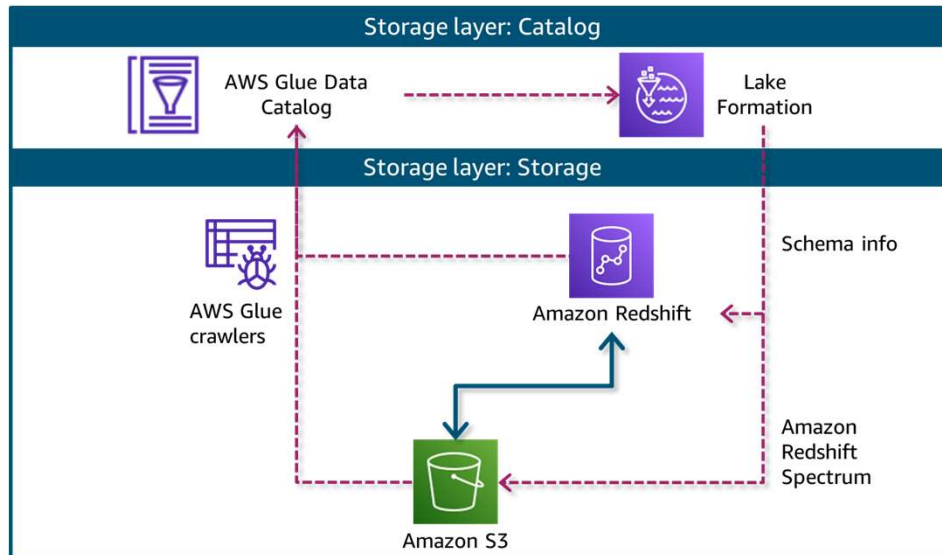 Storage layer: Catalog
AWS Glue Data
Catalog
Lake
Formation
Storage layer: Storage
Schema info
AWS Glue
crawlers
Amazon Redshift
Amazon
Redshift
Spectrum
Amazon S3